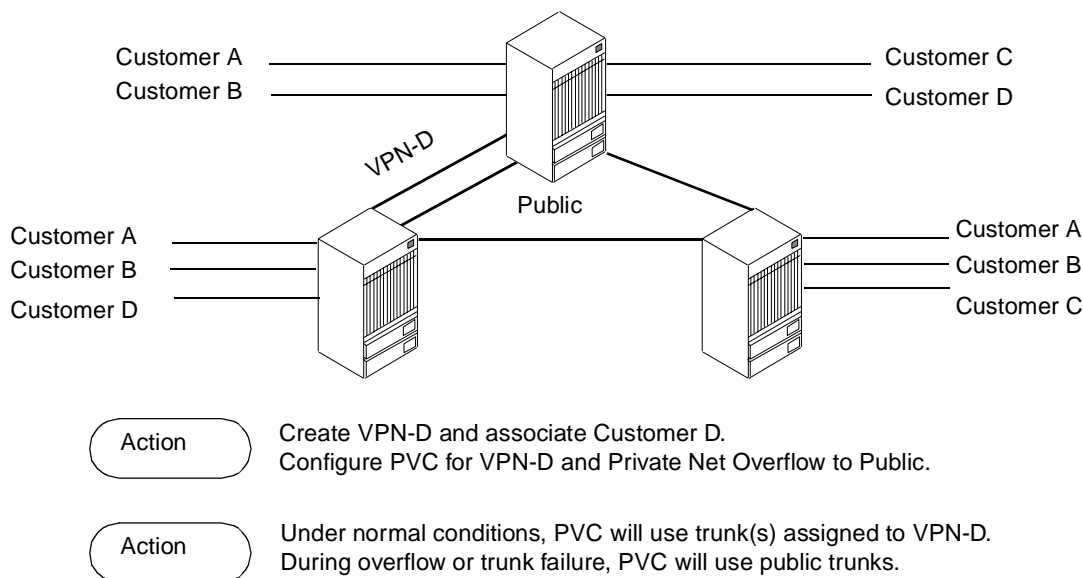 Customer A
Customer B
Customer C
Customer D
VPN-D
Public
Customer A
Customer B
Customer D
Customer A
Customer B
Customer C
Action
Create VPN-D and associate Customer D.
Configure PVC for VPN-D and Private Net Overflow to Public.
Action
Under normal conditions, PVC will use trunk(s) assigned to VPN-D.
During overflow or trunk failure, PVC will use public trunks.